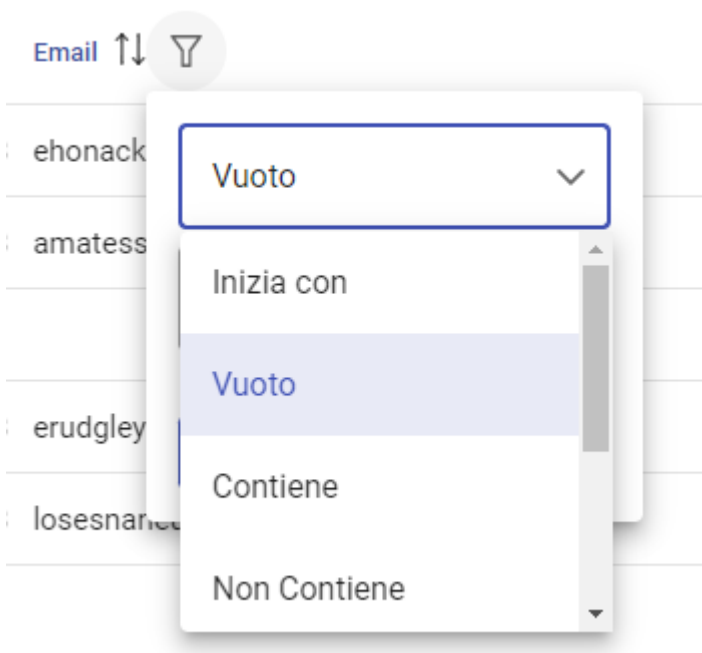 Email
ehonack
Vuoto
amatess
Inizia con
Vuoto
erudgley
Contiene
Non Contiene